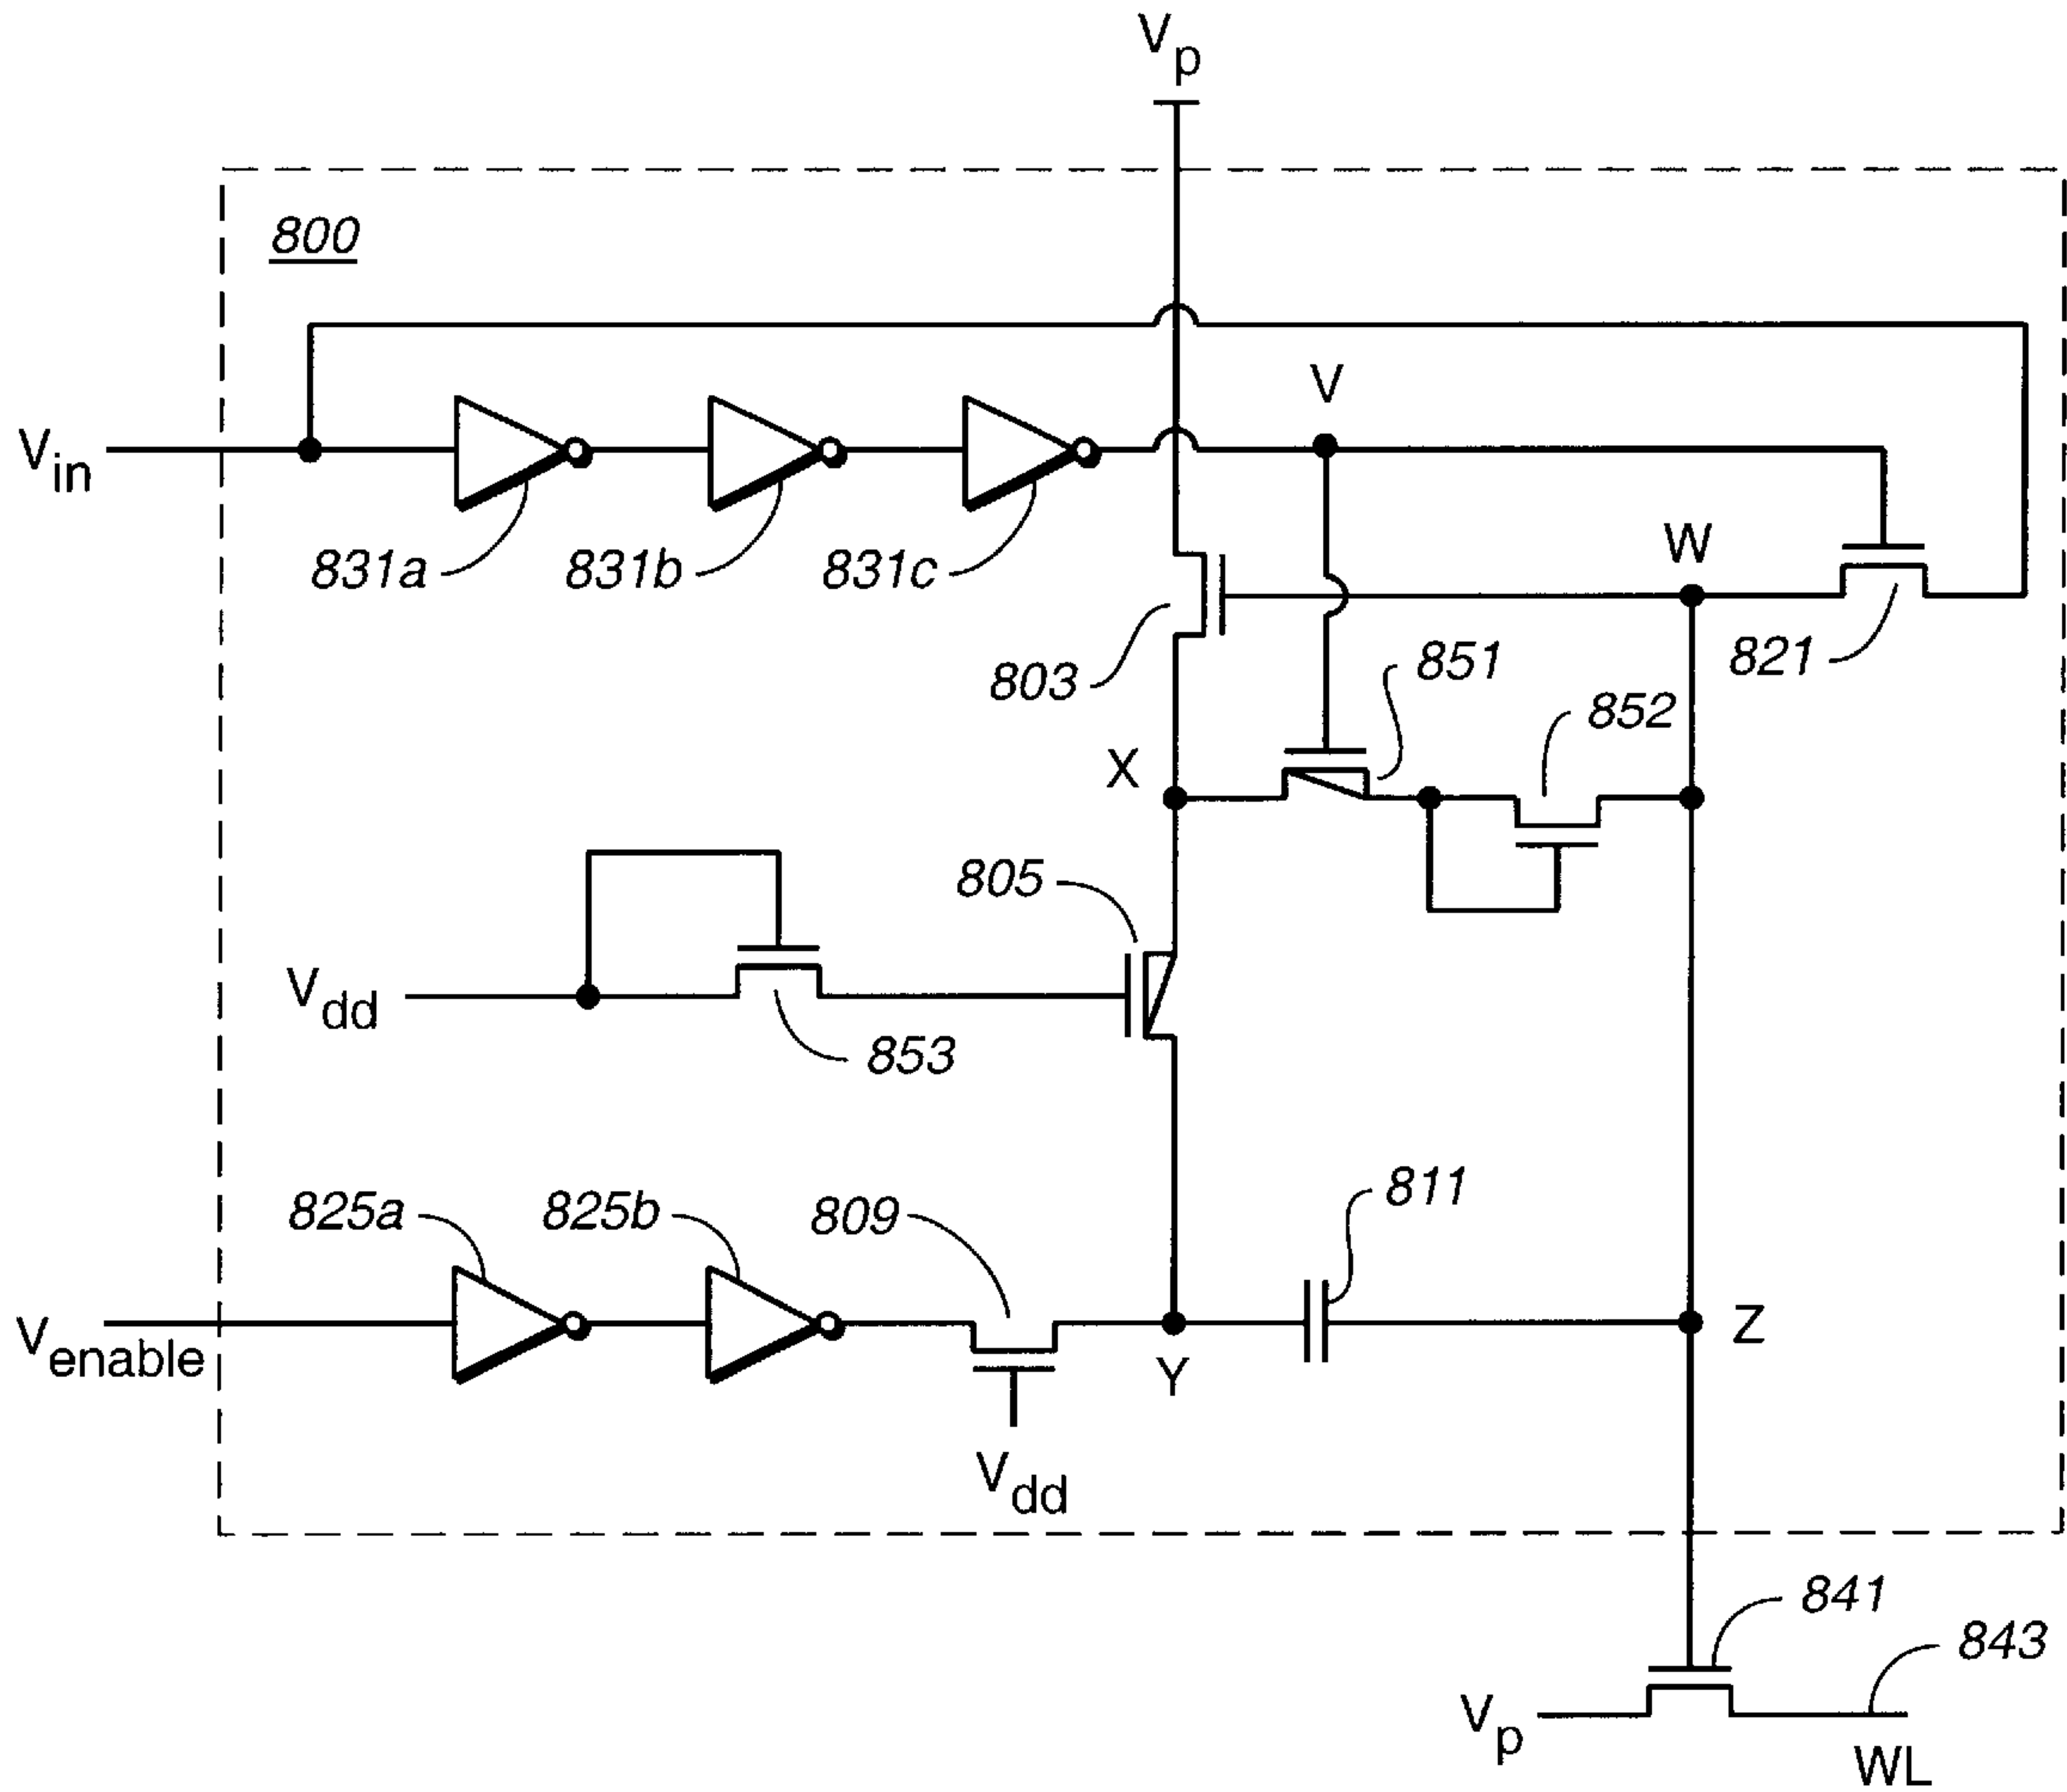 Vp
800
V
Vin
W
831a 831b 831c
803
851
821
852
X
805
Vdd
853
811
825a 825b 809
Venable
Z
Y
Vdd
841
843
Vp
WL